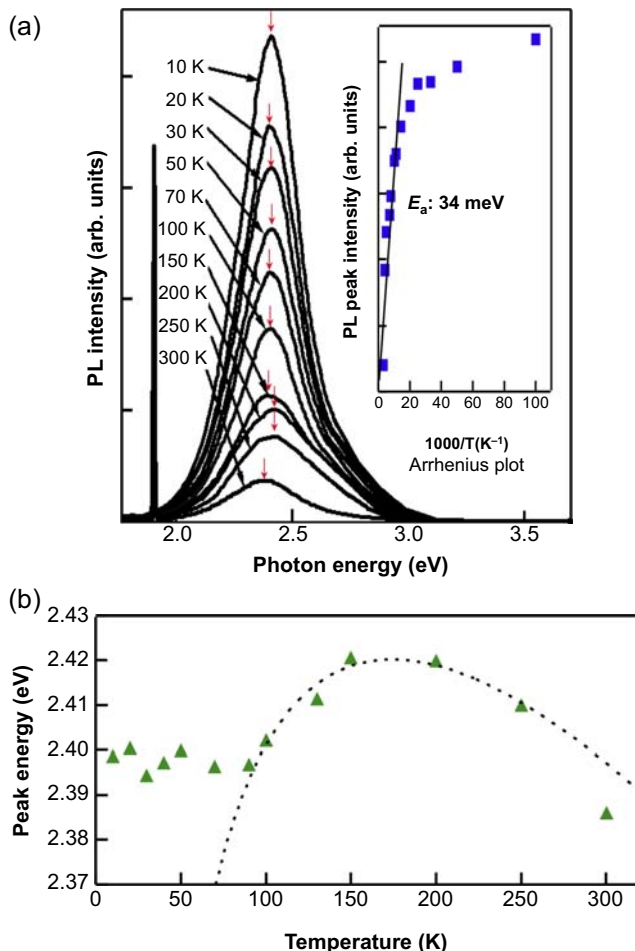 (a)
PL intensity (arb. units)
10 K
20 K
30 K
50 K
70 K
100 K
150 K
200 K
250 K
300 K
2.0 2.5 3.0 3.5
Photon energy (eV)
PL peak intensity (arb. units)
Eₐ: 34 meV
0 20 40 60 80 100
1000/T(K⁻¹)
Arrhenius plot
(b)
Peak energy (eV)
2.43
2.42
2.41
2.40
2.39
2.38
2.37
0 50 100 150 200 250 300
Temperature (K)